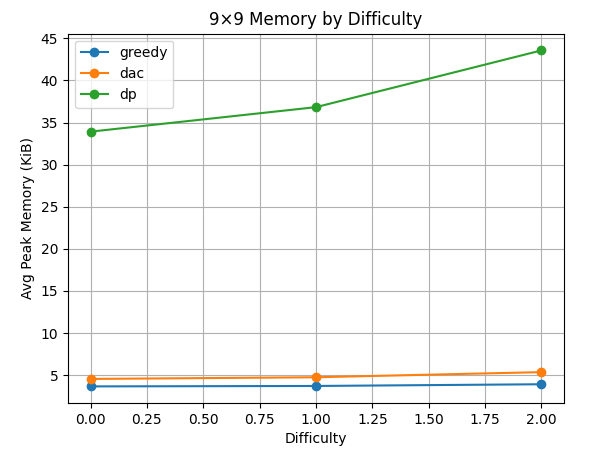 9×9 Memory by Difficulty
greedy
dac
dp
Avg Peak Memory (KiB)
45
40
35
30
25
20
15
10
5
0.00 0.25 0.50 0.75 1.00 1.25 1.50 1.75 2.00
Difficulty